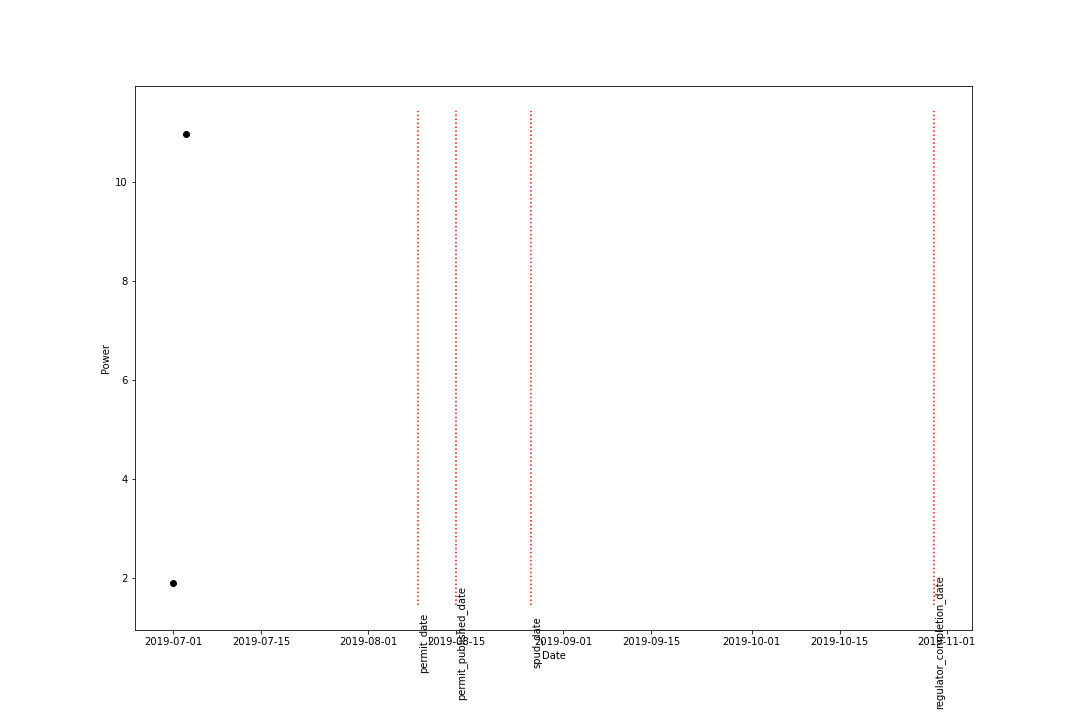 10
8
6
4
2
Power
2019-07-01
2019-07-15
2019-08-01
2019-08-15
2019-09-01
2019-09-15
2019-10-01
2019-10-15
2019-11-01
Date
permit_date
permit_published_date
spud_date
regulator_completion_date